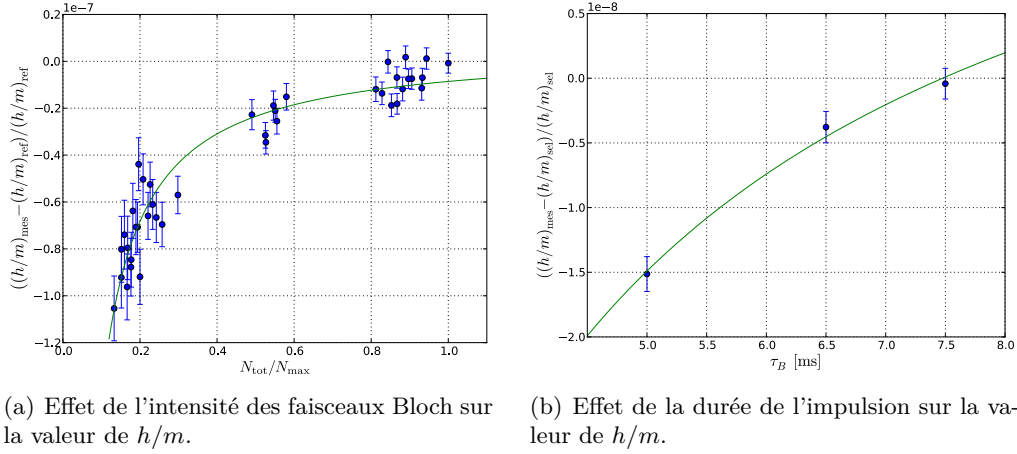 1e−7
0.2
0.0
−0.2
−0.4
−0.6
−0.8
−1.0
−1.2
((h/m)mes−(h/m)ref)/(h/m)ref
0.0 0.2 0.4 0.6 0.8 1.0
Ntot/Nmax
(a) Effet de l'intensité des faisceaux Bloch sur
la valeur de h/m.
1e−8
0.5
0.0
−0.5
−1.0
−1.5
−2.0
((h/m)mes−(h/m)sel)/(h/m)sel
5.0 5.5 6.0 6.5 7.0 7.5 8.0
τB [ms]
(b) Effet de la durée de l'impulsion sur la va-
leur de h/m.